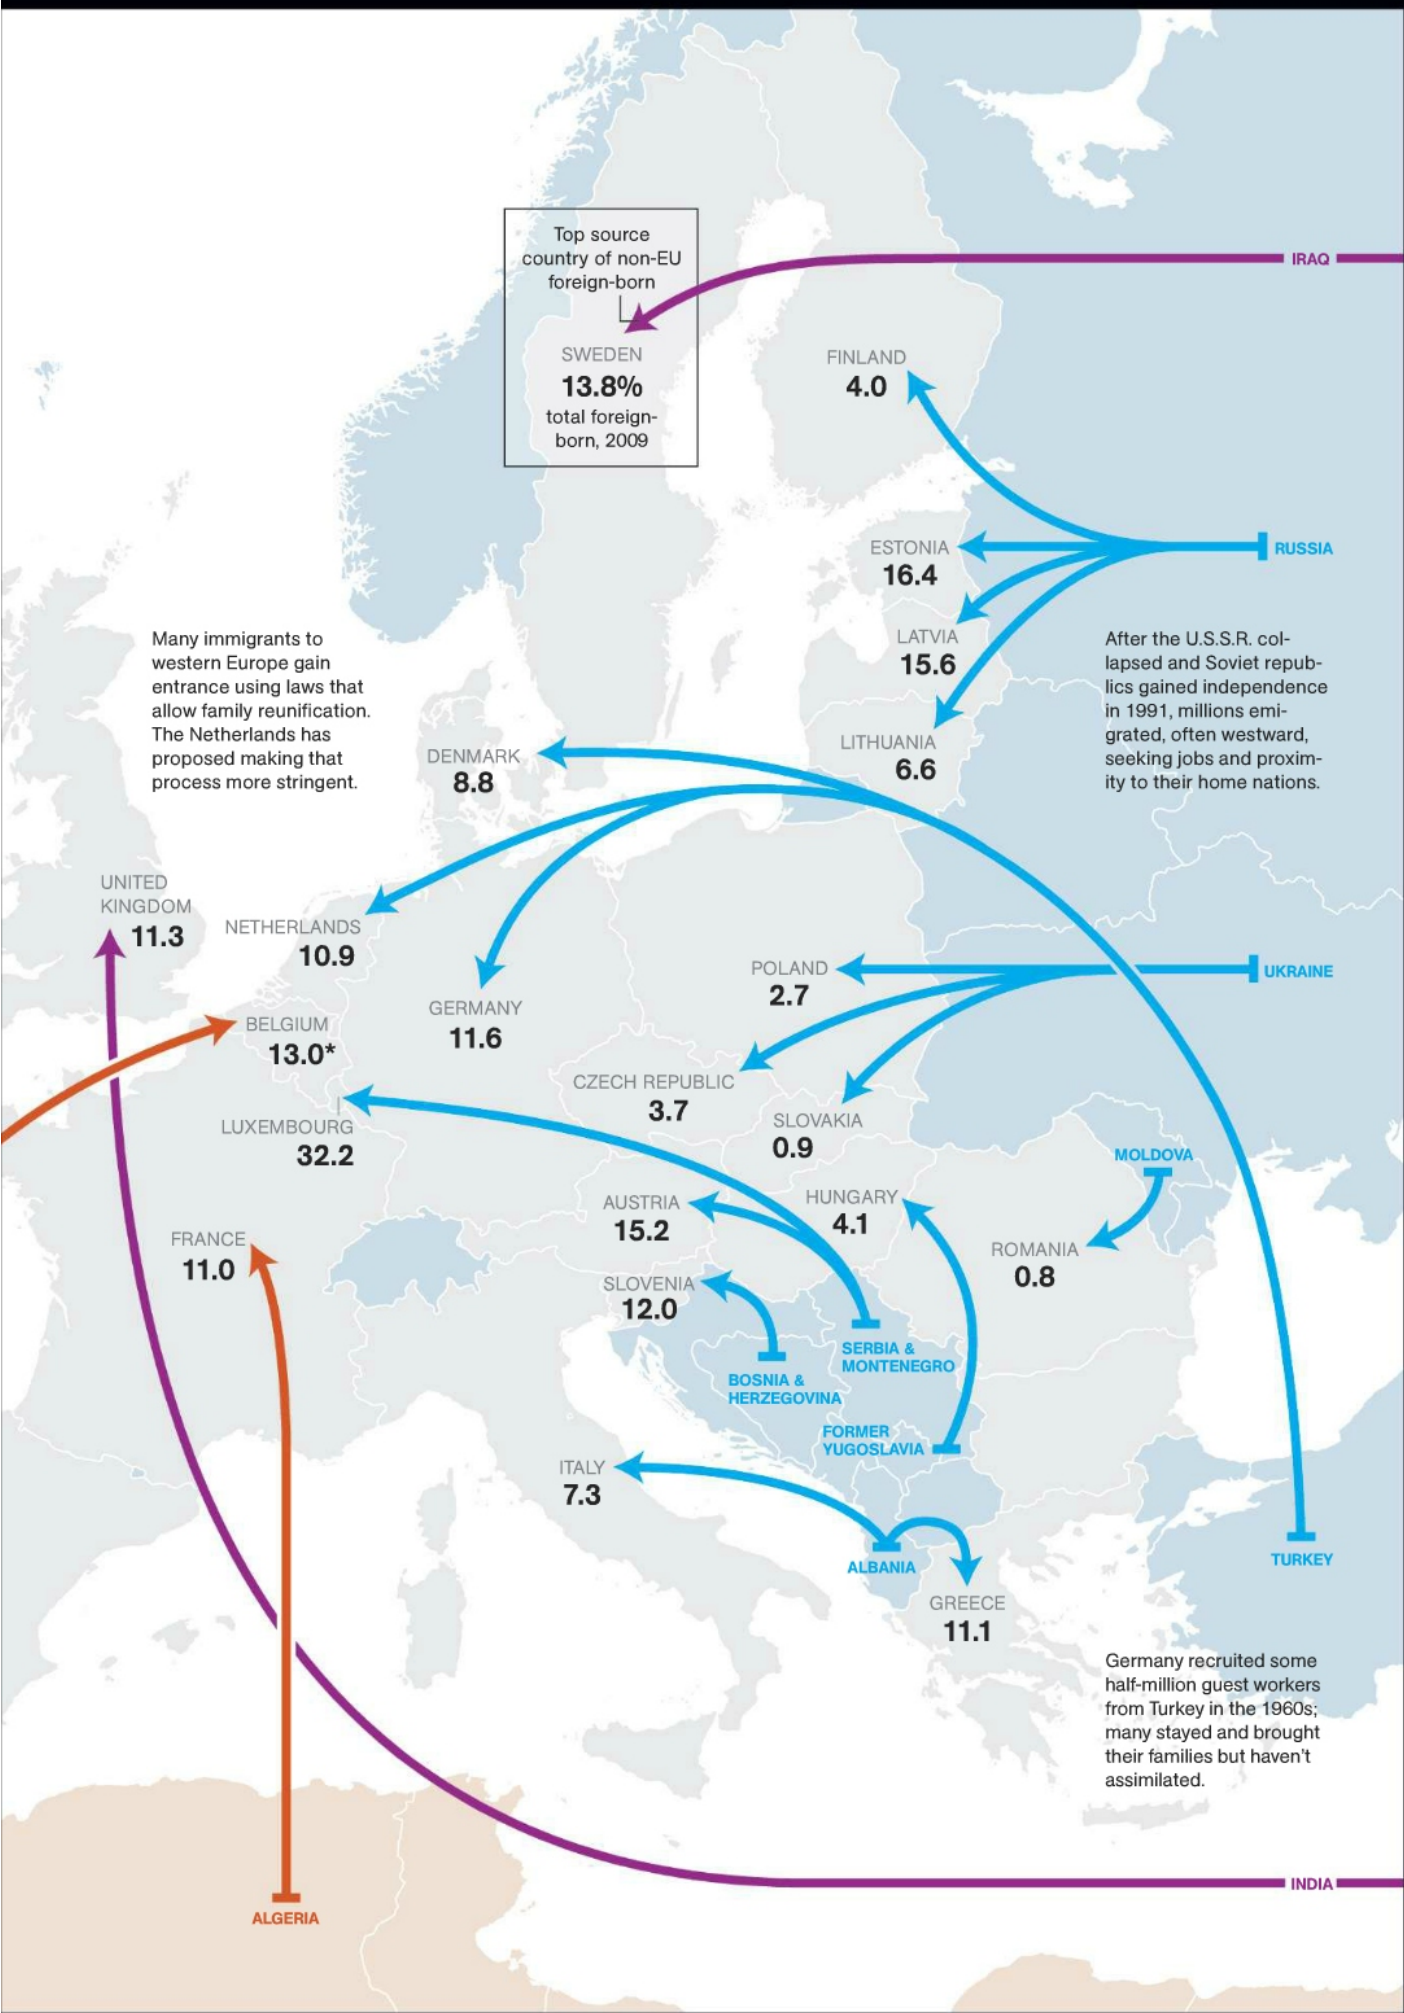 Top source
country of non-EU
foreign-born
IRAQ
SWEDEN
13.8%
total foreign-
born, 2009
FINLAND
4.0
ESTONIA
16.4
RUSSIA
LATVIA
15.6
Many immigrants to
western Europe gain
entrance using laws that
allow family reunification.
The Netherlands has
proposed making that
process more stringent.
After the U.S.S.R. col-
lapsed and Soviet repub-
lics gained independence
in 1991, millions emi-
grated, often westward,
seeking jobs and proxim-
ity to their home nations.
LITHUANIA
6.6
DENMARK
8.8
UNITED
KINGDOM
11.3
NETHERLANDS
10.9
POLAND
2.7
UKRAINE
GERMANY
11.6
BELGIUM
13.0*
CZECH REPUBLIC
3.7
SLOVAKIA
0.9
LUXEMBOURG
32.2
MOLDOVA
AUSTRIA
15.2
HUNGARY
4.1
FRANCE
11.0
ROMANIA
0.8
SLOVENIA
12.0
SERBIA &
MONTENEGRO
BOSNIA &
HERZEGOVINA
FORMER
YUGOSLAVIA
ITALY
7.3
ALBANIA
TURKEY
GREECE
11.1
Germany recruited some
half-million guest workers
from Turkey in the 1960s;
many stayed and brought
their families but haven't
assimilated.
INDIA
ALGERIA